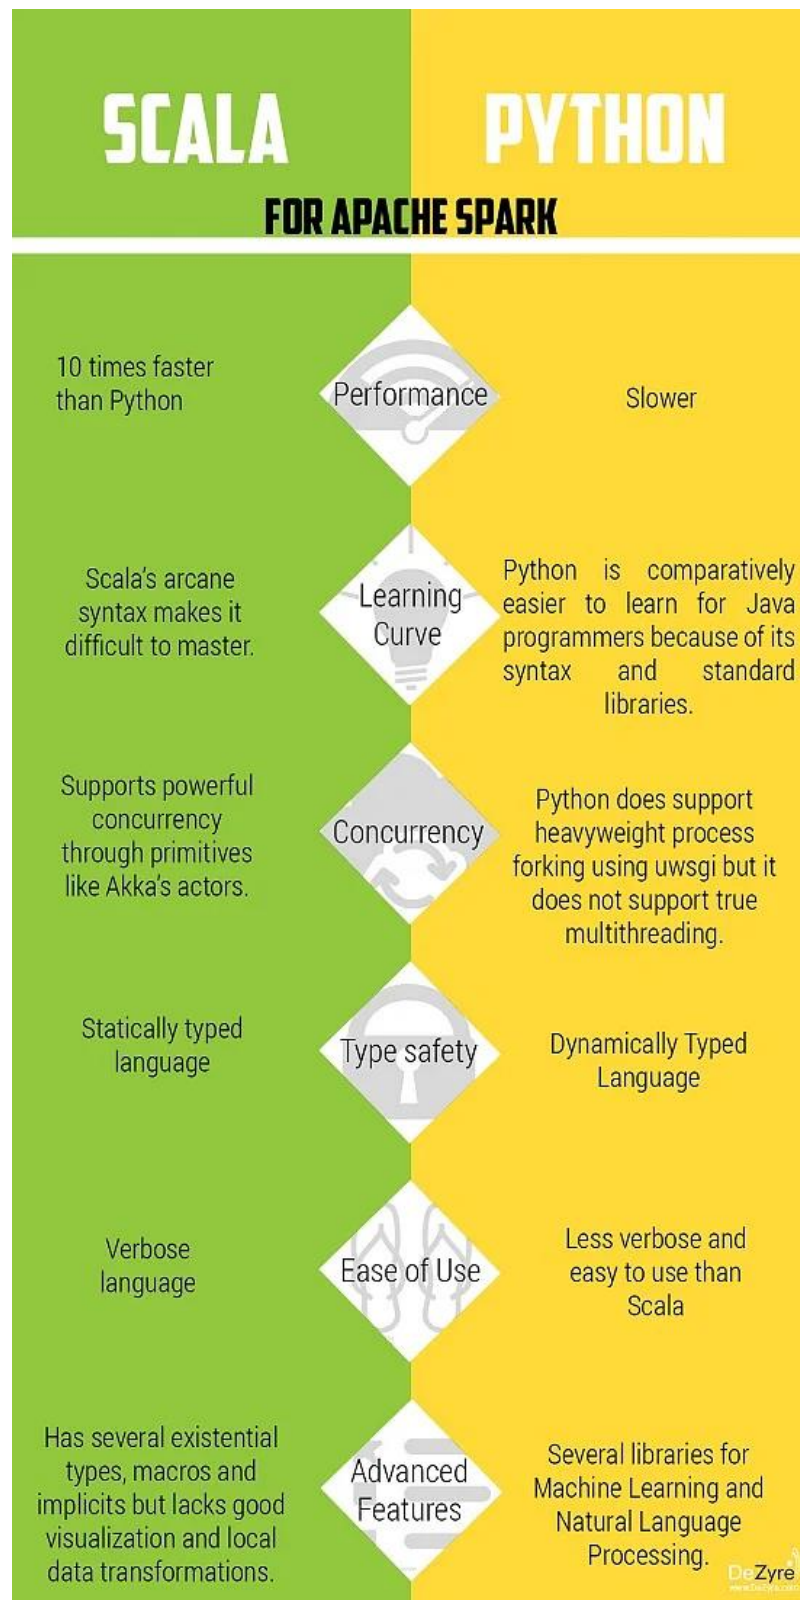 SCALA
PYTHON
FOR APACHE SPARK
10 times faster
than Python
Performance
Slower
Scala's arcane
syntax makes it
difficult to master.
Learning
Curve
Python is comparatively
easier to learn for Java
programmers because of its
syntax and standard
libraries.
Supports powerful
concurrency
through primitives
like Akka's actors.
Concurrency
Python does support
heavyweight process
forking using uwsgi but it
does not support true
multithreading.
Statically typed
language
Type safety
Dynamically Typed
Language
Verbose
language
Ease of Use
Less verbose and
easy to use than
Scala
Has several existential
types, macros and
implicits but lacks good
visualization and local
data transformations.
Advanced
Features
Several libraries for
Machine Learning and
Natural Language
Processing.
DeZyre
www.DeZyre.com